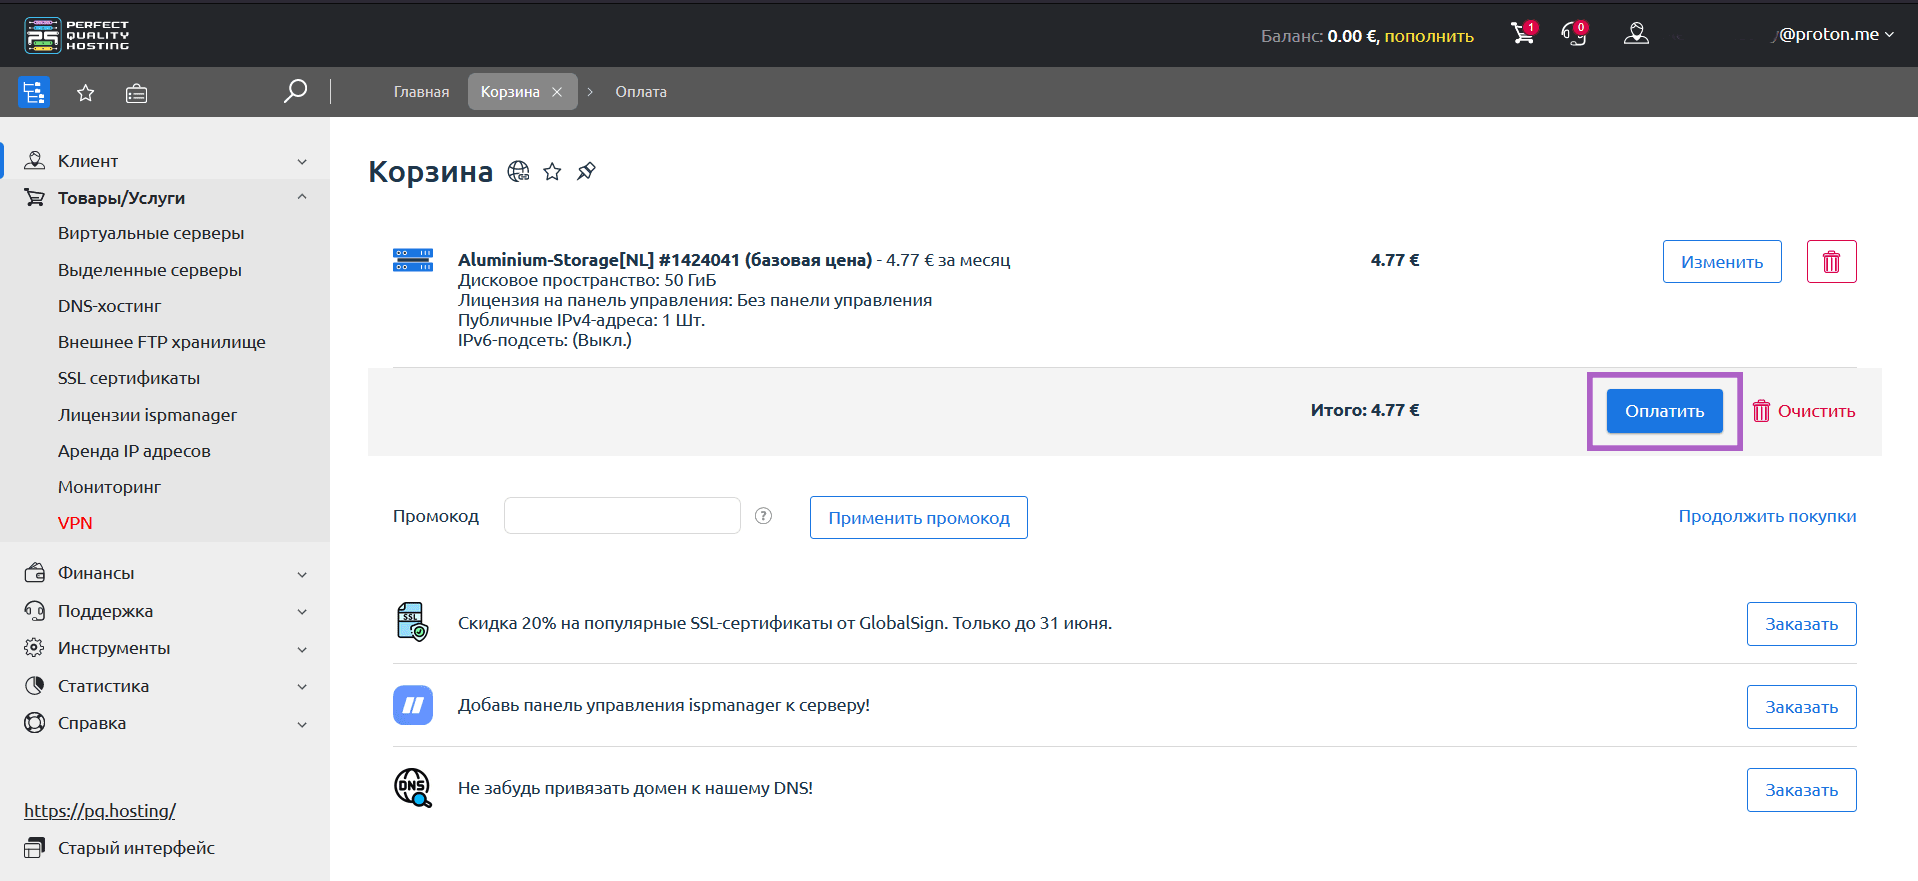 PERFECT
QUALITY
HOSTING
Баланс: 0.00 €, пополнить
1
0
@proton.me
Главная
Корзина
Оплата
Клиент
Товары/Услуги
Виртуальные серверы
Выделенные серверы
DNS-хостинг
Внешнее FTP хранилище
SSL сертификаты
Лицензии ispmanager
Аренда IP адресов
Мониторинг
VPN
Финансы
Поддержка
Инструменты
Статистика
Справка
https://pq.hosting/
Старый интерфейс
Корзина
Aluminium-Storage[NL] #1424041 (базовая цена) - 4.77 € за месяц
4.77 €
Изменить
Дисковое пространство: 50 ГиБ
Лицензия на панель управления: Без панели управления
Публичные IPv4-адреса: 1 Шт.
IPv6-подсеть: (Выкл.)
Итого: 4.77 €
Оплатить
Очистить
Промокод
?
Применить промокод
Продолжить покупки
SSL
Скидка 20% на популярные SSL-сертификаты от GlobalSign. Только до 31 июня.
Заказать
Добавь панель управления ispmanager к серверу!
Заказать
DNS
Не забудь привязать домен к нашему DNS!
Заказать